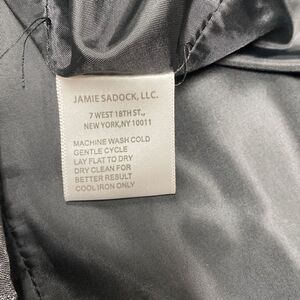 JAMIE SADOCK, LLC.
7 WEST 18TH ST.,
NEW YORK,NY 10011
MACHINE WASH COLD
GENTLE CYCLE
LAY FLAT TO DRY
DRY CLEAN FOR
BETTER RESULT
COOL IRON ONLY